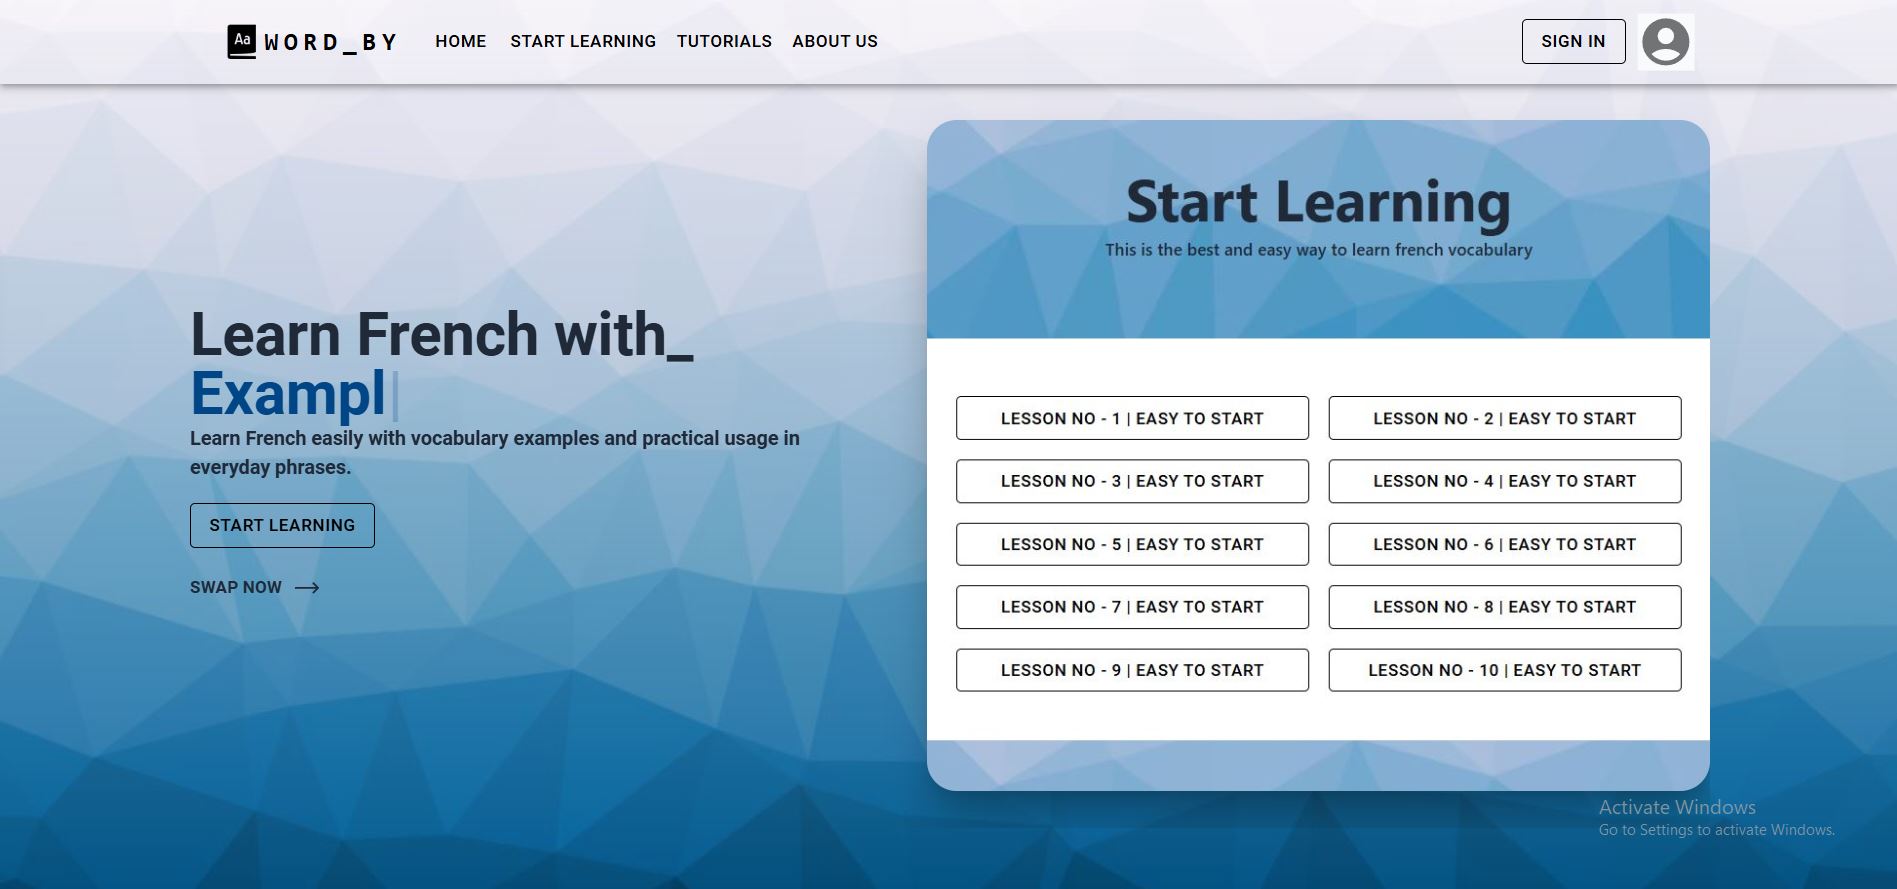 Aa WORD_BY HOME START LEARNING TUTORIALS ABOUT US SIGN IN
Learn French with_
Exampl
Learn French easily with vocabulary examples and practical usage in
everyday phrases.
START LEARNING
SWAP NOW
Start Learning
This is the best and easy way to learn french vocabulary
LESSON NO - 1 | EASY TO START
LESSON NO - 2 | EASY TO START
LESSON NO - 3 | EASY TO START
LESSON NO - 4 | EASY TO START
LESSON NO - 5 | EASY TO START
LESSON NO - 6 | EASY TO START
LESSON NO - 7 | EASY TO START
LESSON NO - 8 | EASY TO START
LESSON NO - 9 | EASY TO START
LESSON NO - 10 | EASY TO START
Activate Windows
Go to Settings to activate Windows.